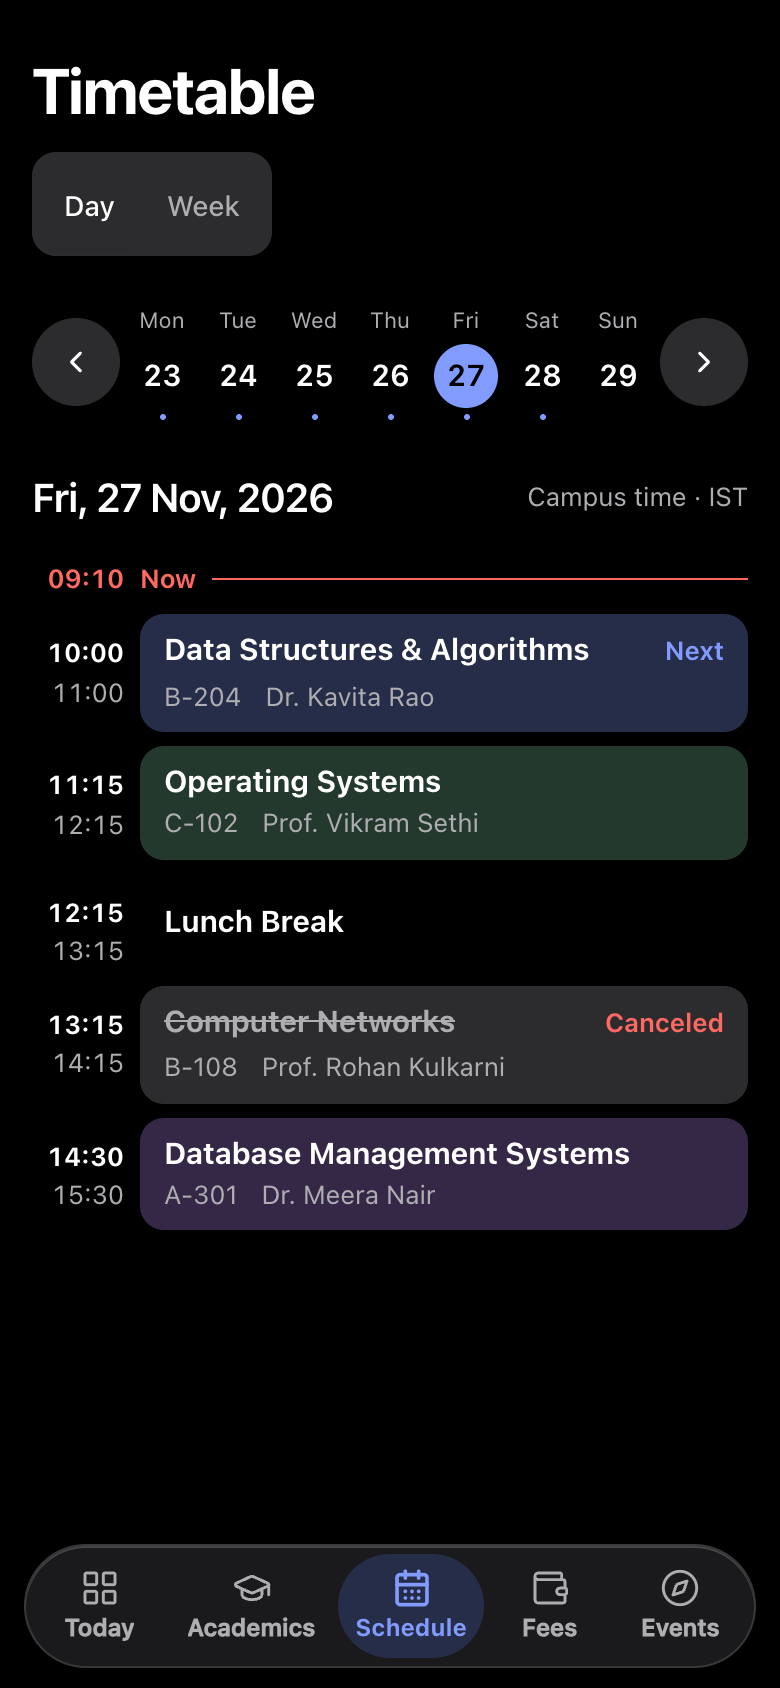 Timetable
Day Week
Mon Tue Wed Thu Fri Sat Sun
23 24 25 26 27 28 29
Fri, 27 Nov, 2026 Campus time · IST
09:10 Now
10:00 Data Structures & Algorithms Next
11:00 B-204 Dr. Kavita Rao
11:15 Operating Systems
12:15 C-102 Prof. Vikram Sethi
12:15 Lunch Break
13:15
13:15 Computer Networks Canceled
14:15 B-108 Prof. Rohan Kulkarni
14:30 Database Management Systems
15:30 A-301 Dr. Meera Nair
Today Academics Schedule Fees Events